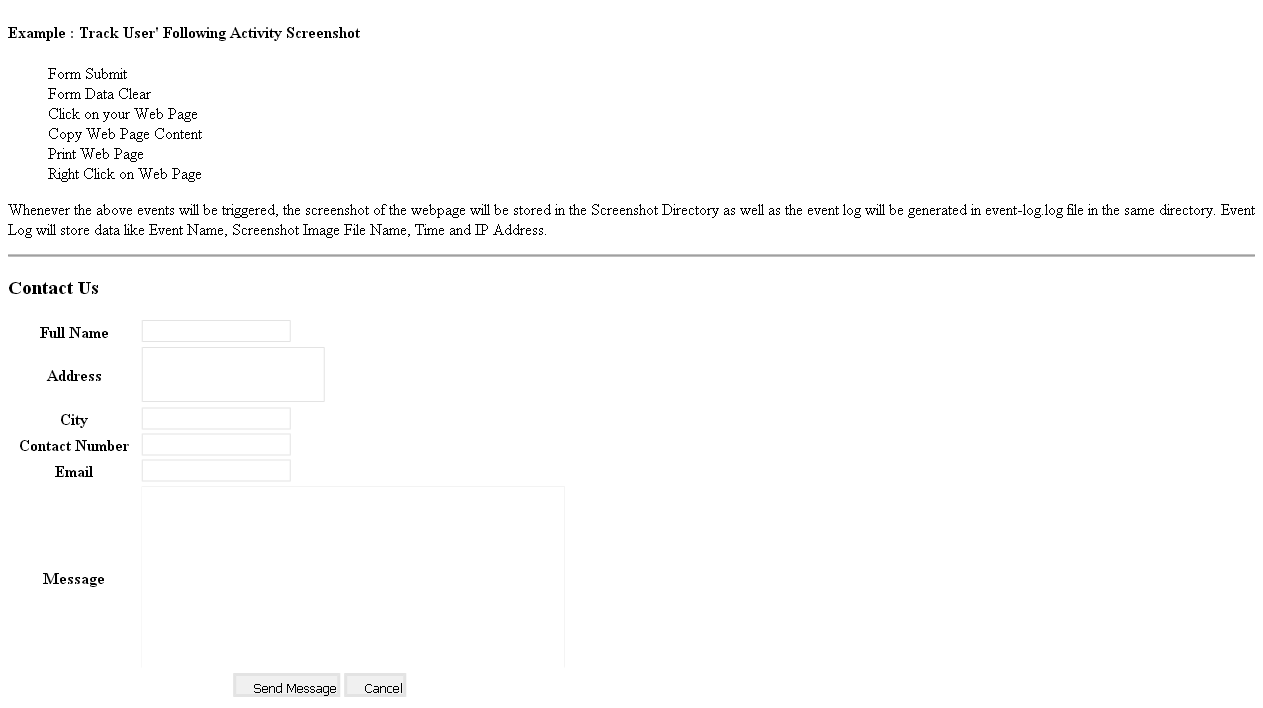 Example : Track User' Following Activity Screenshot
Form Submit
Form Data Clear
Click on your Web Page
Copy Web Page Content
Print Web Page
Right Click on Web Page
Whenever the above events will be triggered, the screenshot of the webpage will be stored in the Screenshot Directory as well as the event log will be generated in event-log.log file in the same directory. Event
Log will store data like Event Name, Screenshot Image File Name, Time and IP Address.
Contact Us
Full Name
Address
City
Contact Number
Email
Message
Send Message Cancel